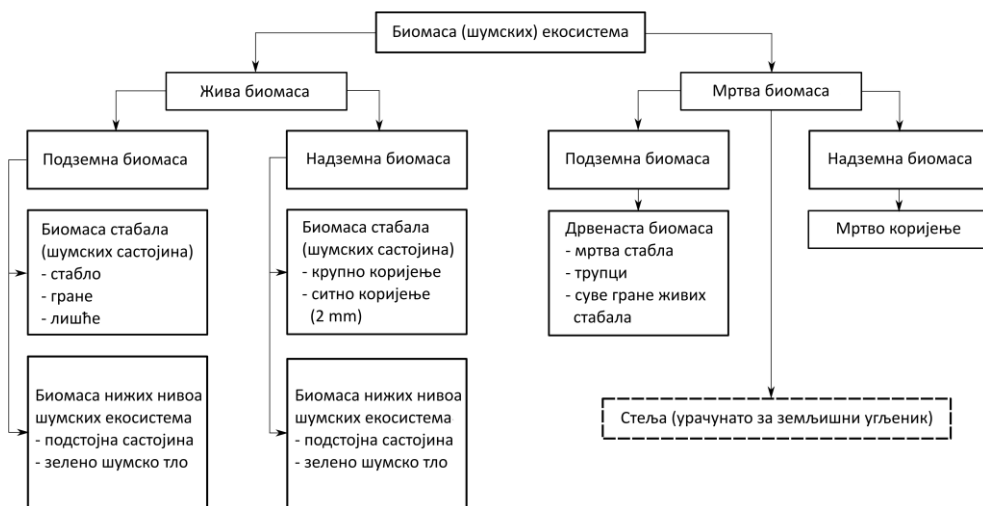 Биомаса (шумских) екосистема
Жива биомаса
Мртва биомаса
Подземна биомаса
Надземна биомаса
Подземна биомаса
Надземна биомаса
Биомаса стабала
(шумских састојина)
- стабло
- гране
- лишће
Биомаса стабала
(шумских састојина)
- крупно коријење
- ситно коријење
(2 mm)
Дрвенаста биомаса
- мртва стабла
- трупци
- суве гране живих
стабала
Мртво коријење
Биомаса нижих нивоа
шумских екосистема
- подстојна састојина
- зелено шумско тло
Биомаса нижих нивоа
шумских екосистема
- подстојна састојина
- зелено шумско тло
Стеља (урачунато за земљишни угљеник)